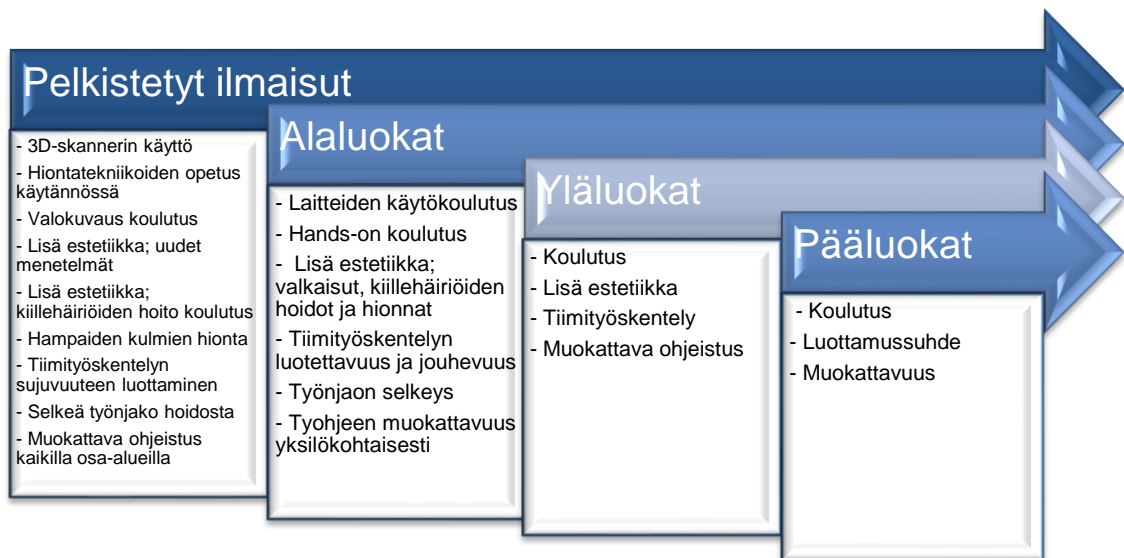 Pelkistetyt ilmaisut
- 3D-skannerin käyttö
- Hiontatekniikoiden opetus
käytännössä
- Valokuvaus koulutus
- Lisä estetiikka; uudet
menetelmät
- Lisä estetiikka;
kiillehäiriöiden hoito koulutus
- Hampaiden kulmien hionta
- Tiimityöskentelyn
sujuvuuteen luottaminen
- Selkeä työnjako hoidosta
- Muokattava ohjeistus
kaikilla osa-alueilla
Alaluokat
- Laitteiden käytökoulutus
- Hands-on koulutus
- Lisä estetiikka;
valkaisut, kiillehäiriöiden
hoidot ja hionnat
- Tiimityöskentelyn
luotettavuus ja jouhevuus
- Työnjaon selkeys
- Tyohjeen muokattavuus
yksilökohtaisesti
Yläluokat
- Koulutus
- Lisä estetiikka
- Tiimityöskentely
- Muokattava ohjeistus
Pääluokat
- Koulutus
- Luottamussuhde
- Muokattavuus